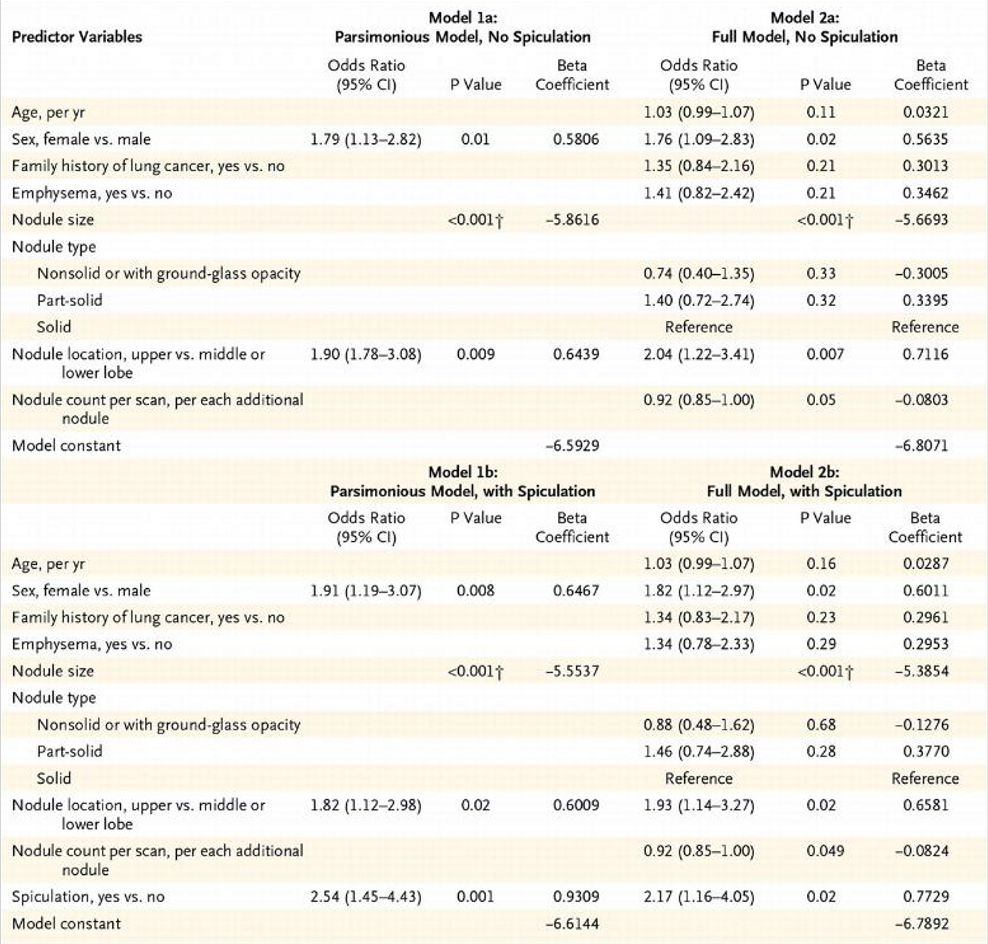 Predictor Variables Model 1a: Model 2a:
Parsimonious Model, No Spiculation Full Model, No Spiculation
Odds Ratio Beta Odds Ratio Beta
(95% CI) P Value Coefficient (95% CI) P Value Coefficient
Age, per yr 1.03 (0.99–1.07) 0.11 0.0321
Sex, female vs. male 1.79 (1.13–2.82) 0.01 0.5806 1.76 (1.09–2.83) 0.02 0.5635
Family history of lung cancer, yes vs. no 1.35 (0.84–2.16) 0.21 0.3013
Emphysema, yes vs. no 1.41 (0.82–2.42) 0.21 0.3462
Nodule size <0.001† –5.8616 <0.001† –5.6693
Nodule type
Nonsolid or with ground-glass opacity 0.74 (0.40–1.35) 0.33 –0.3005
Part-solid 1.40 (0.72–2.74) 0.32 0.3395
Solid Reference Reference
Nodule location, upper vs. middle or 1.90 (1.78–3.08) 0.009 0.6439 2.04 (1.22–3.41) 0.007 0.7116
lower lobe
Nodule count per scan, per each additional 0.92 (0.85–1.00) 0.05 –0.0803
nodule
Model constant –6.5929 –6.8071
Model 1b: Model 2b:
Parsimonious Model, with Spiculation Full Model, with Spiculation
Odds Ratio P Value Beta Odds Ratio P Value Beta
(95% CI) Coefficient (95% CI) Coefficient
Age, per yr 1.03 (0.99–1.07) 0.16 0.0287
Sex, female vs. male 1.91 (1.19–3.07) 0.008 0.6467 1.82 (1.12–2.97) 0.02 0.6011
Family history of lung cancer, yes vs. no 1.34 (0.83–2.17) 0.23 0.2961
Emphysema, yes vs. no 1.34 (0.78–2.33) 0.29 0.2953
Nodule size <0.001† –5.5537 <0.001† –5.3854
Nodule type
Nonsolid or with ground-glass opacity 0.88 (0.48–1.62) 0.68 –0.1276
Part-solid 1.46 (0.74–2.88) 0.28 0.3770
Solid Reference Reference
Nodule location, upper vs. middle or 1.82 (1.12–2.98) 0.02 0.6009 1.93 (1.14–3.27) 0.02 0.6581
lower lobe
Nodule count per scan, per each additional 0.92 (0.85–1.00) 0.049 –0.0824
nodule
Spiculation, yes vs. no 2.54 (1.45–4.43) 0.001 0.9309 2.17 (1.16–4.05) 0.02 0.7729
Model constant –6.6144 –6.7892